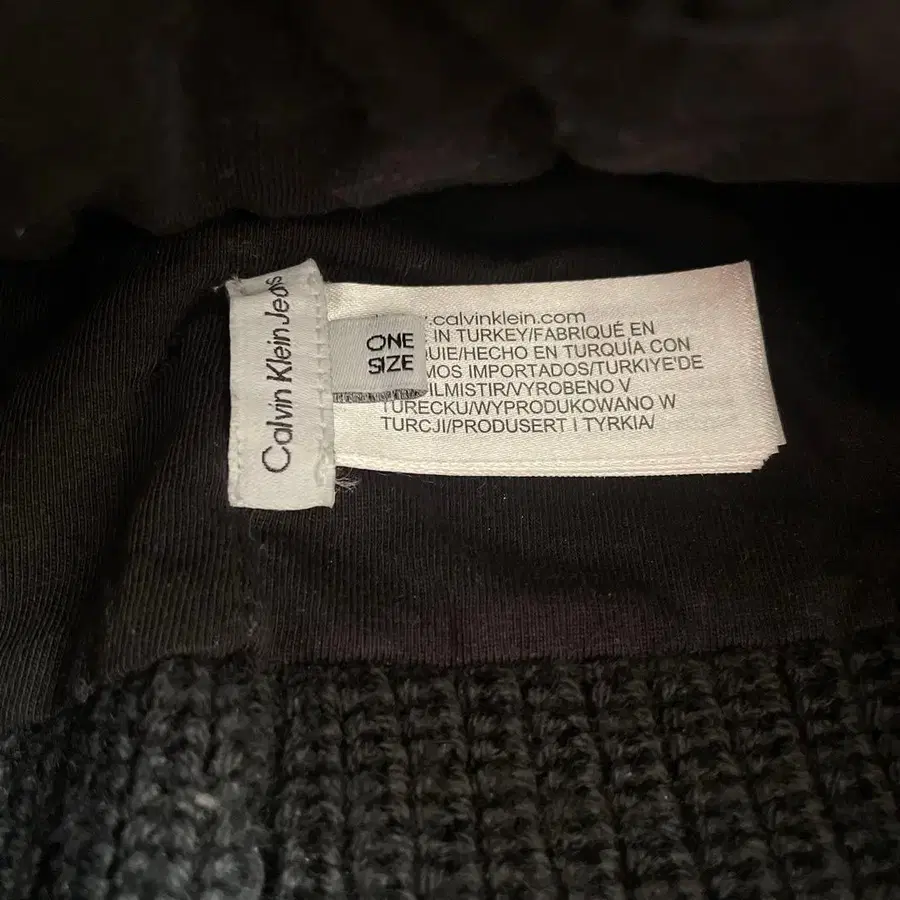 Calvin Klein Jeans
ONE
SIZE
.calvinklein.com
IN TURKEY/FABRIQUÉ EN
UIE/HECHO EN TURQUÍA CON
MOS IMPORTADOS/TURKIYE'DE
ILMISTIR/VYROBENO V
TURECKU/WYPRODUKOWANO W
TURCJI/PRODUSERT I TYRKIA/